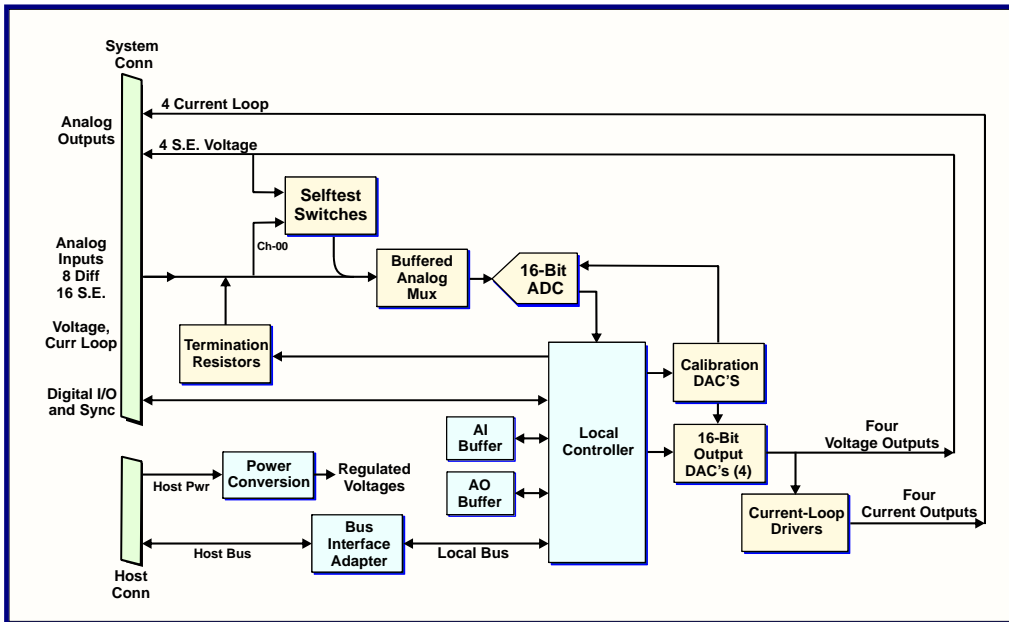 System
Conn
4 Current Loop
Analog
Outputs
4 S.E. Voltage
Selftest
Switches
Ch-00
Analog
Inputs
8 Diff
16 S.E.
Buffered
Analog
Mux
16-Bit
ADC
Voltage,
Curr Loop
Termination
Resistors
Calibration
DAC'S
Digital I/O
and Sync
AI
Buffer
Local
Controller
16-Bit
Output
DAC's (4)
Four
Voltage Outputs
Power
Conversion
Regulated
Voltages
Host Pwr
AO
Buffer
Four
Current Outputs
Current-Loop
Drivers
Bus
Interface
Adapter
Host Bus
Local Bus
Host
Conn